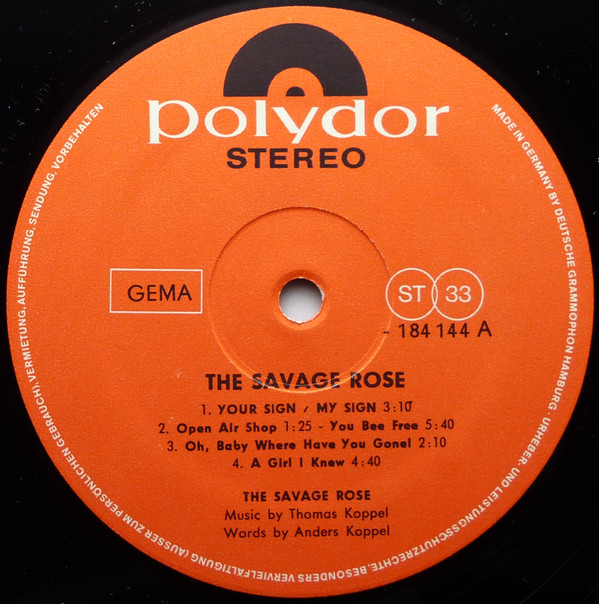 polydor
STEREO
GEMA
ST 33
- 184 144 A
THE SAVAGE ROSE
1. YOUR SIGN / MY SIGN 3:10
2. Open Air Shop 1:25 - You Bee Free 5:40
3. Oh, Baby Where Have You Gone! 2:10
4. A Girl I Knew 4:40
THE SAVAGE ROSE
Music by Thomas Koppel
Words by Anders Koppel
MADE IN GERMANY BY DEUTSCHE GRAMMOPHON HAMBURG · URHEBER- UND LEISTUNGSSCHUTZRECHTE, BESONDERS VERVIELFÄLTIGUNG (AUSSER ZUM PERSÖNLICHEN GEBRAUCH), VERMIETUNG, AUFFÜHRUNG, SENDUNG, VORBEHALTEN